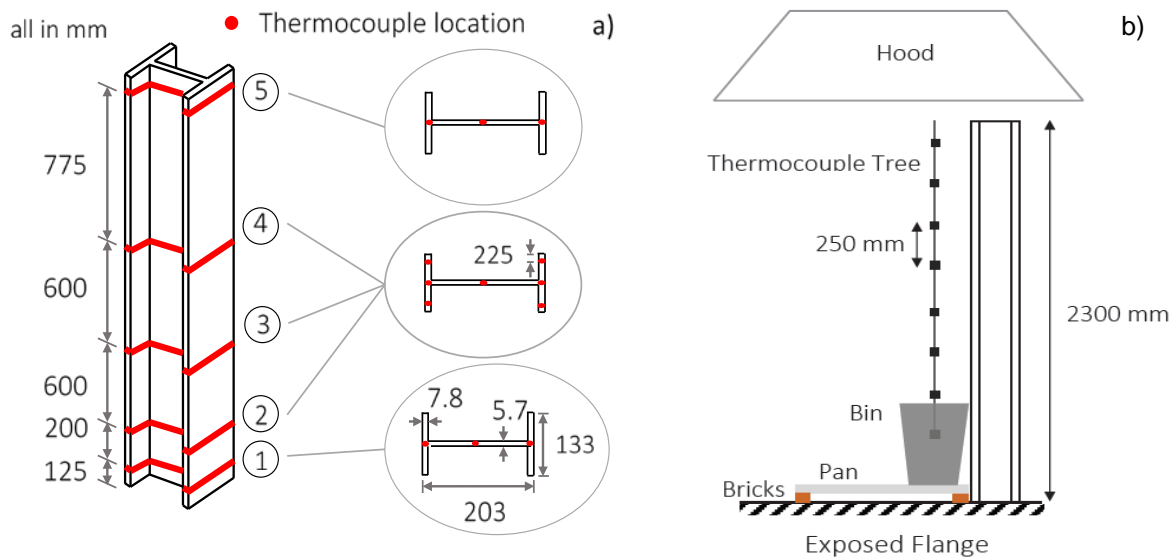 all in mm
Thermocouple location
a)
5
775
4
225
600
3
600
7.8
5.7
2
200
133
1
125
203
b)
Hood
Thermocouple Tree
250 mm
2300 mm
Bin
Pan
Bricks
Exposed Flange